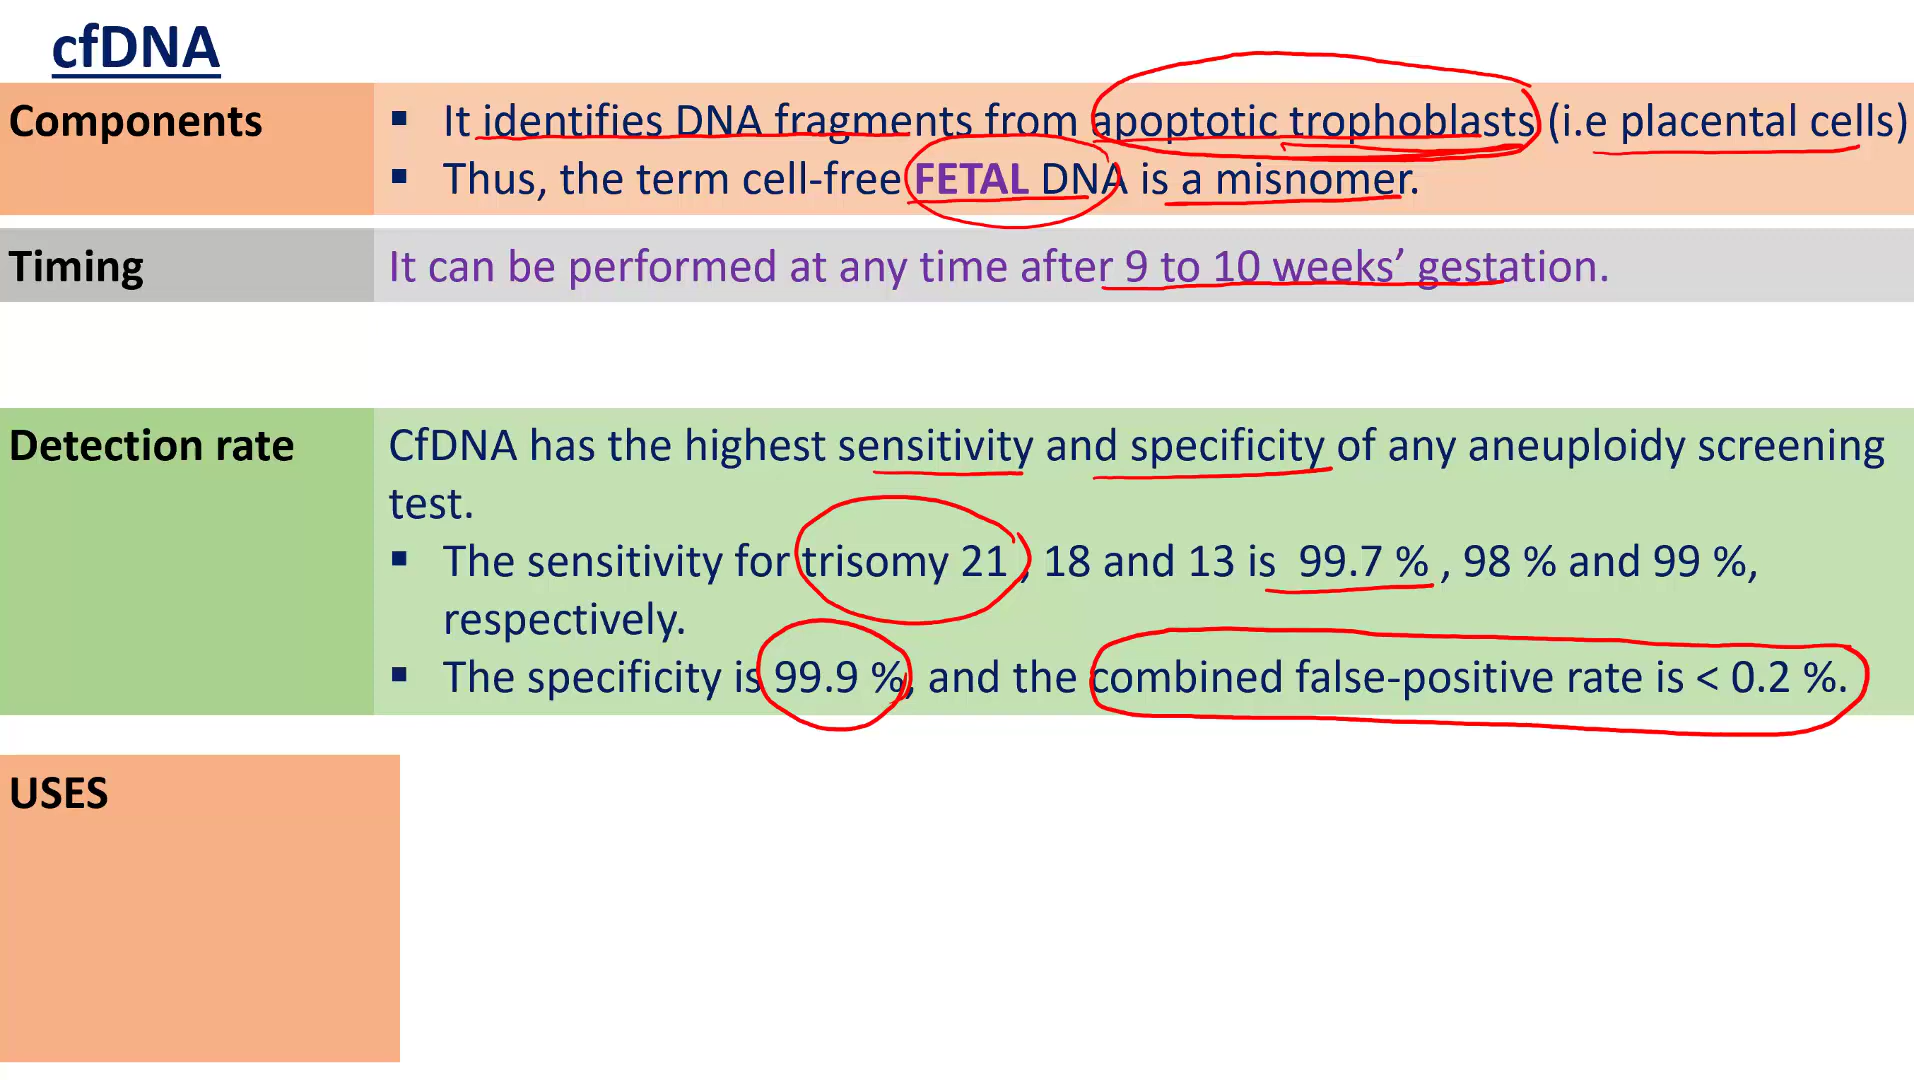 cfDNA
Components
▪ It identifies DNA fragments from apoptotic trophoblasts (i.e placental cells)
▪ Thus, the term cell-free FETAL DNA is a misnomer.
Timing
It can be performed at any time after 9 to 10 weeks’ gestation.
Detection rate
CfDNA has the highest sensitivity and specificity of any aneuploidy screening
test.
▪ The sensitivity for trisomy 21 , 18 and 13 is 99.7 % , 98 % and 99 %,
respectively.
▪ The specificity is 99.9 %, and the combined false-positive rate is < 0.2 %.
USES